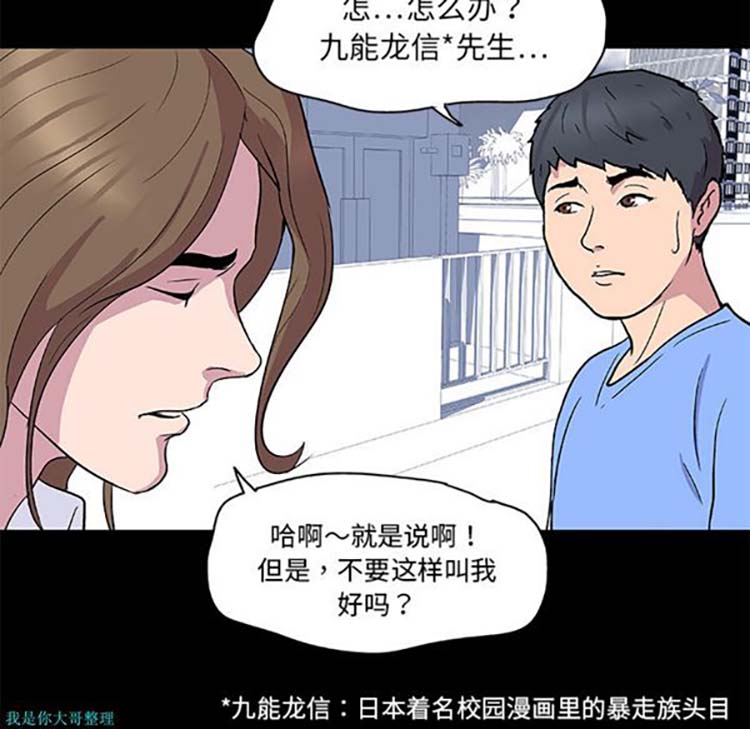 怎...怎么办？
九能龙信*先生...
哈啊～就是说啊！
但是，不要这样叫我
好吗？
*九能龙信：日本着名校园漫画里的暴走族头目
我是你大哥整理